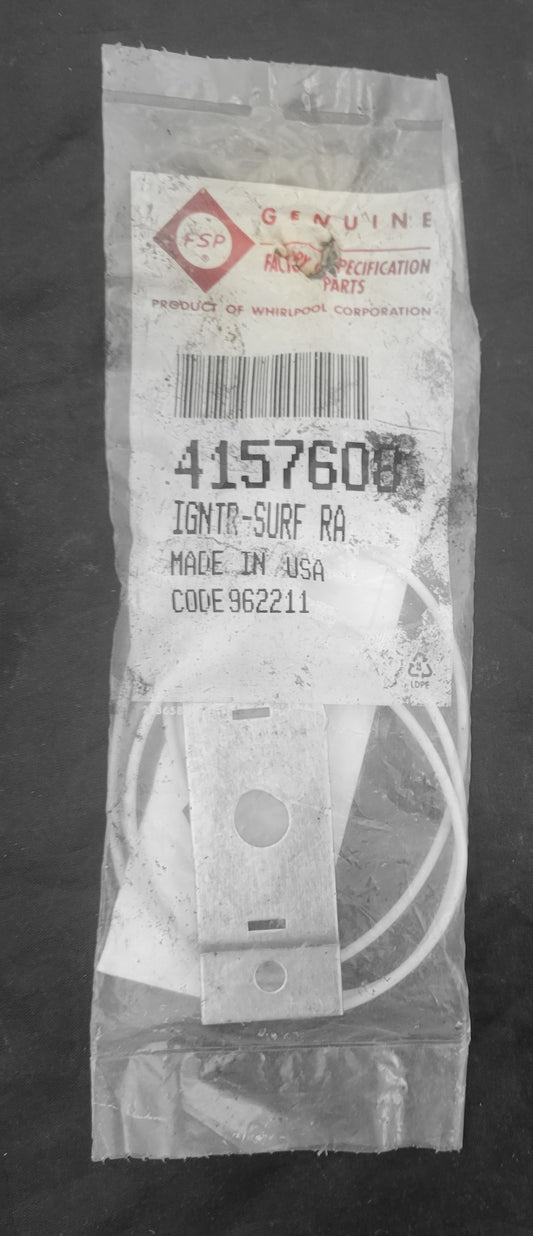 FSP
®
GENUINE
FACTORY SPECIFICATION
PARTS
PRODUCT OF WHIRLPOOL CORPORATION
4157608
IGNTR-SURF RA
MADE IN USA
CODE 962211
LDPE